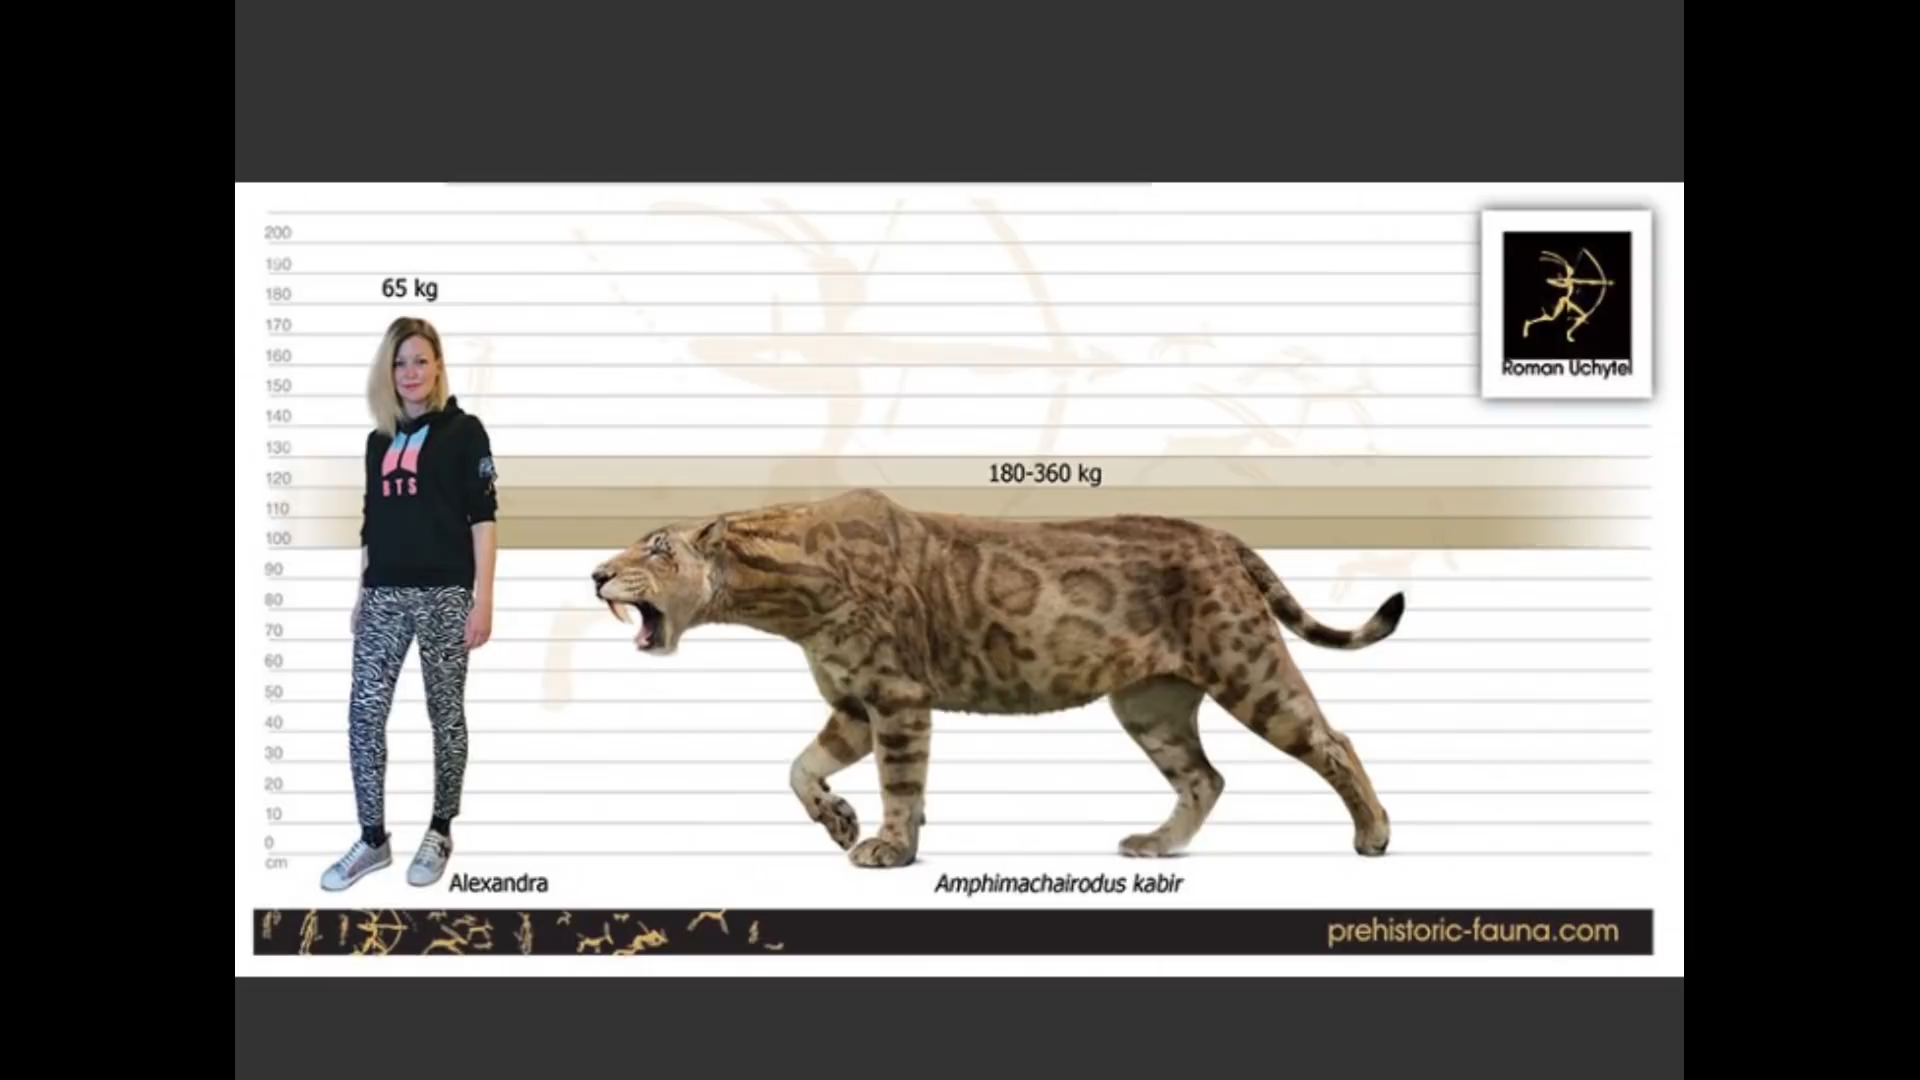 200
190
180
170
160
150
140
130
120
110
100
90
80
70
60
50
40
30
20
10
0
cm
65 kg
BTS
180-360 kg
Roman Uchytel
Alexandra
Amphimachairodus kabir
prehistoric-fauna.com